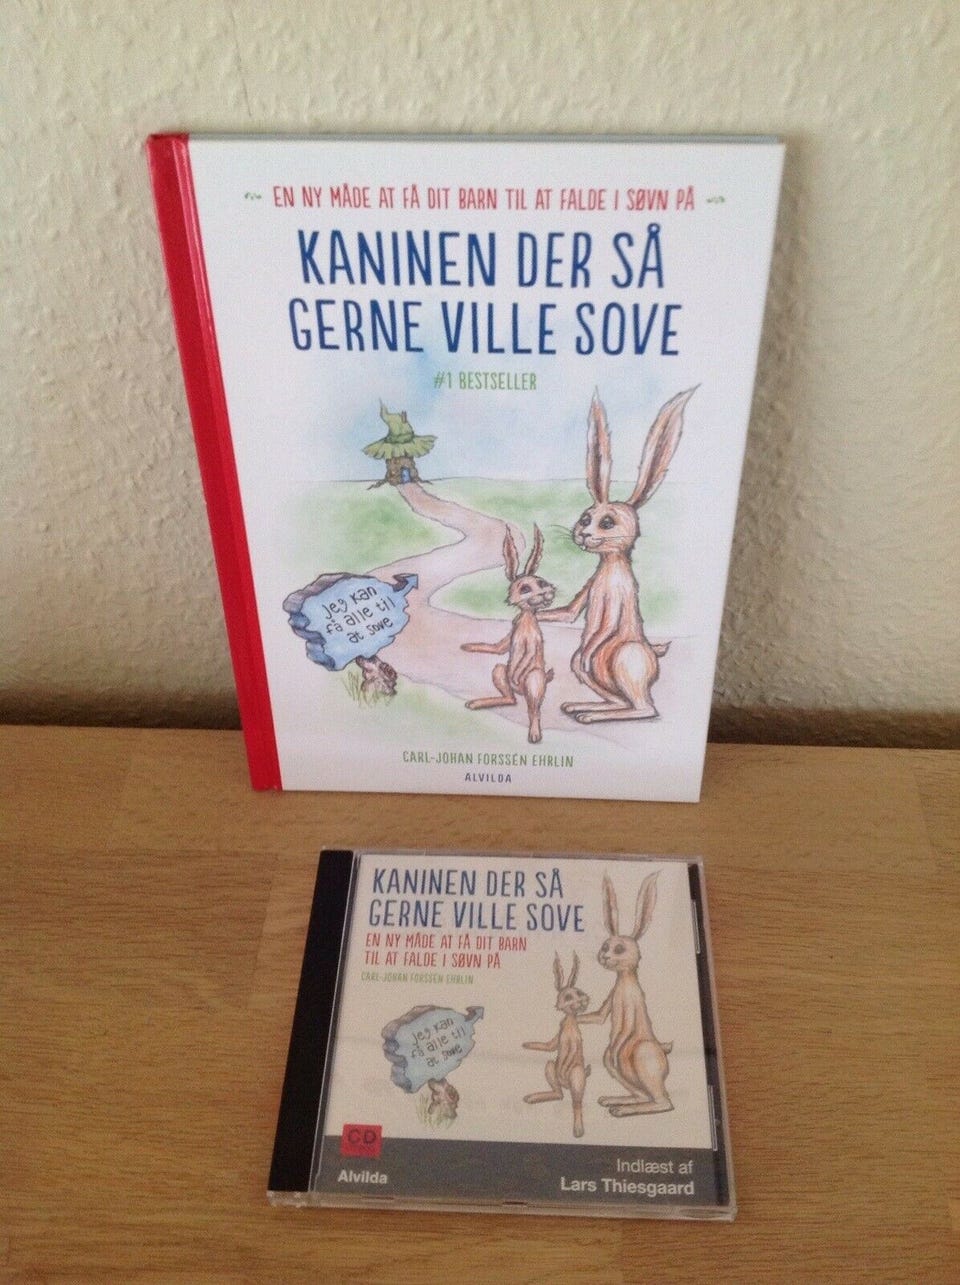 EN NY MÅDE AT FÅ DIT BARN TIL AT FALDE I SØVN PÅ
KANINEN DER SÅ
GERNE VILLE SOVE
#1 BESTSELLER
Jeg kan
få alle til
at sove
CARL-JOHAN FORSSÉN EHRLIN
ALVILDA
KANINEN DER SÅ
GERNE VILLE SOVE
EN NY MÅDE AT FÅ DIT BARN
TIL AT FALDE I SØVN PÅ
CARL-JOHAN FORSSÉN EHRLIN
Jeg kan
få alle til
at sove
CD
Alvilda
Indlæst af
Lars Thiesgaard